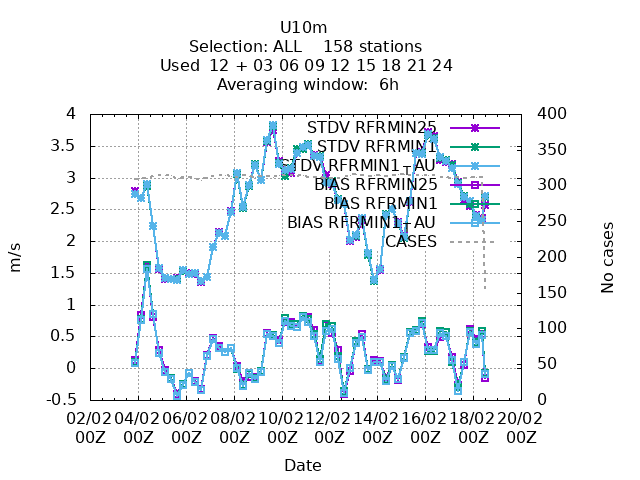 U10m
Selection: ALL 158 stations
Used 12 + 03 06 09 12 15 18 21 24
Averaging window: 6h
4
3.5
3
2.5
2
1.5
1
0.5
0
-0.5
m/s
400
350
300
250
200
150
100
50
0
No cases
STDV RFRMIN25
STDV RFRMIN1
STDV RFRMIN1-AU
BIAS RFRMIN25
BIAS RFRMIN1
BIAS RFRMIN1-AU
CASES
02/02 04/02 06/02 08/02 10/02 12/02 14/02 16/02 18/02 20/02
00Z 00Z 00Z 00Z 00Z 00Z 00Z 00Z 00Z 00Z
Date